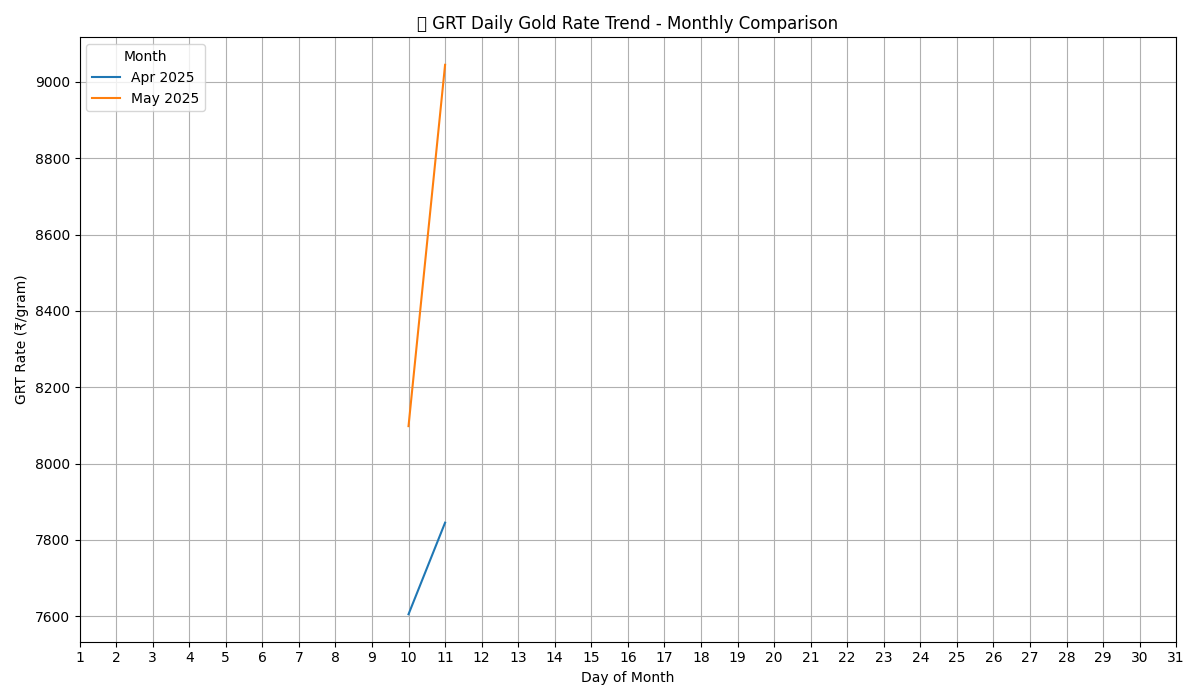 GRT Daily Gold Rate Trend - Monthly Comparison
Month
Apr 2025
May 2025
9000
8800
8600
8400
8200
8000
7800
7600
GRT Rate (₹/gram)
1 2 3 4 5 6 7 8 9 10 11 12 13 14 15 16 17 18 19 20 21 22 23 24 25 26 27 28 29 30 31
Day of Month